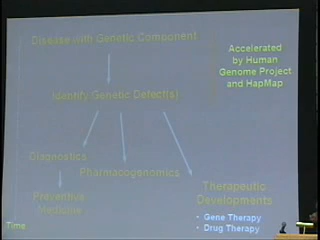 Disease with Genetic Component
Accelerated
by Human
Genome Project
and HapMap
Identify Genetic Defect(s)
Diagnostics
Pharmacogenomics
Preventive
Medicine
Therapeutic
Developments
• Gene Therapy
• Drug Therapy
Time